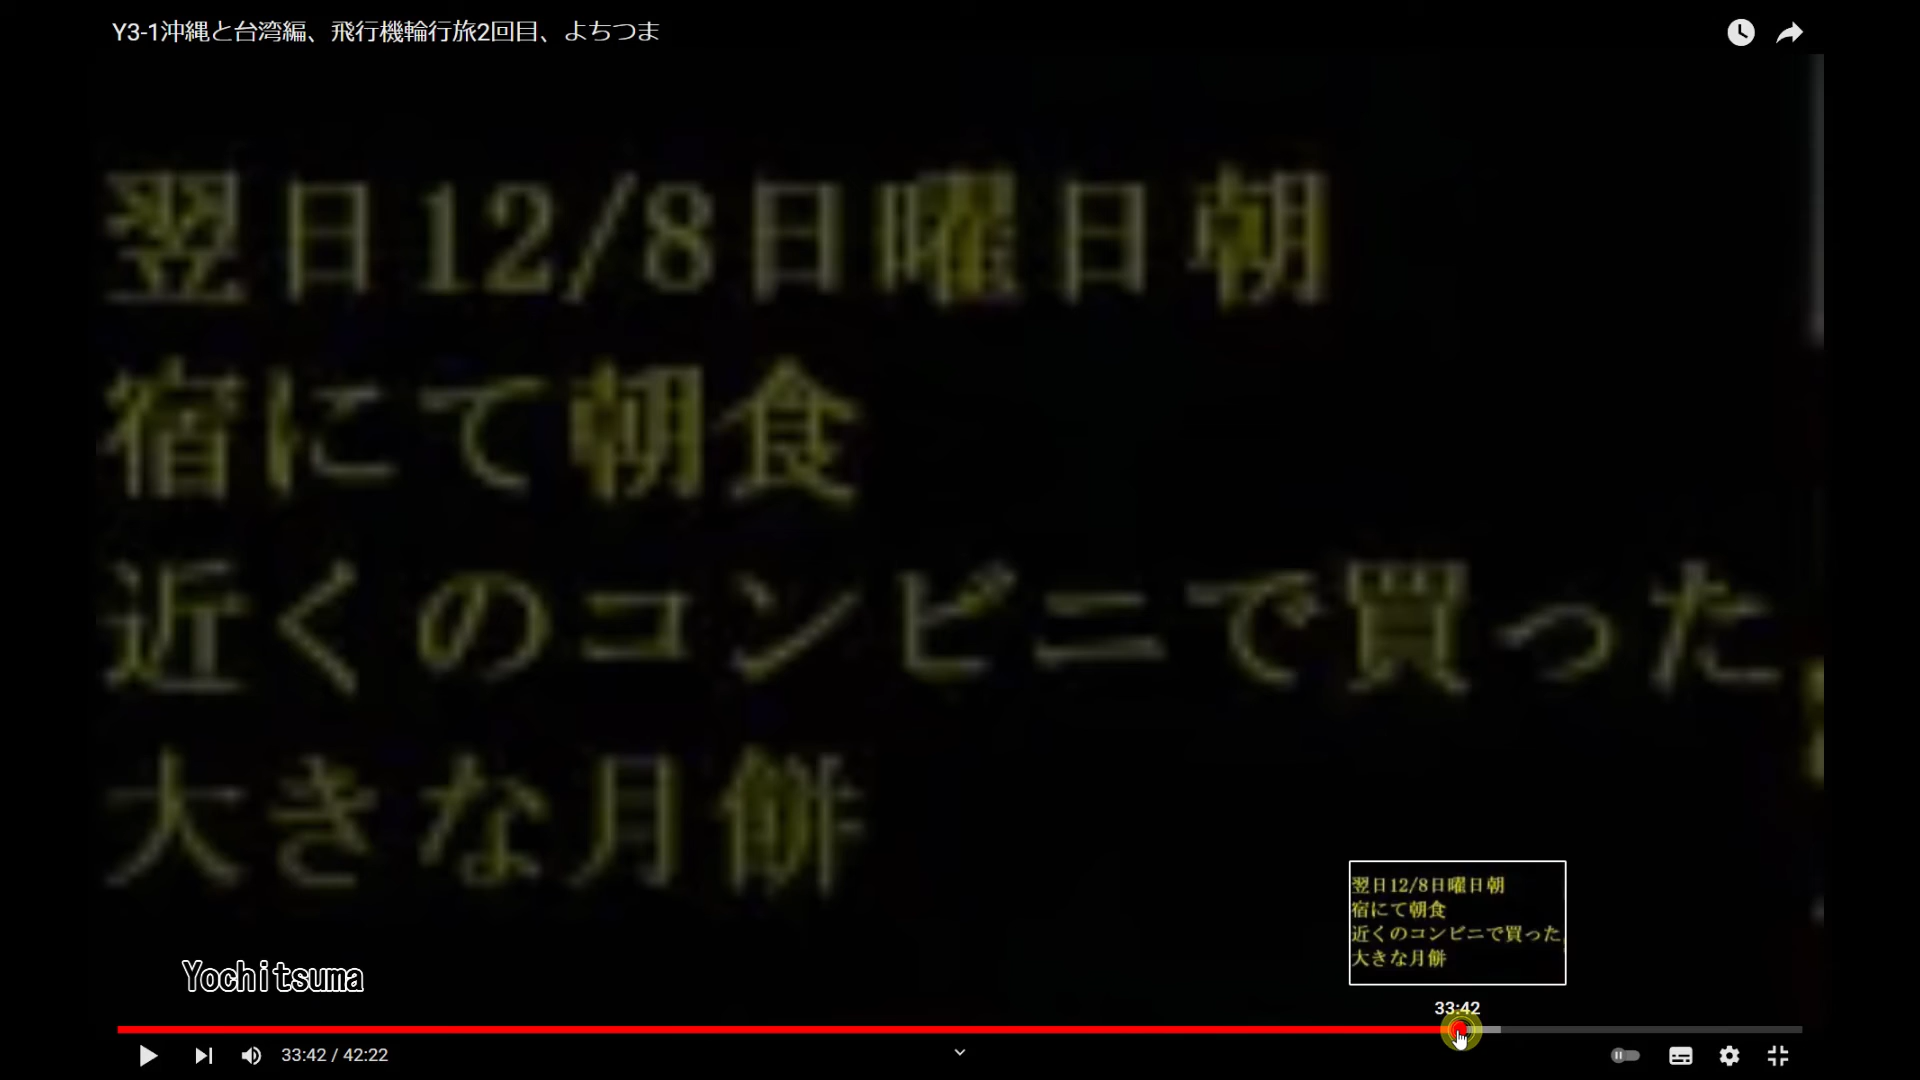 Y3-1沖縄と台湾編、飛行機輪行旅2回目、よちつま
翌日12/8日曜日朝
宿にて朝食
近くのコンビニで買った
大きな月餅
翌日12/8日曜日朝
宿にて朝食
近くのコンビニで買った
大きな月餅
Yochitsuma
33:42
33:42 / 42:22